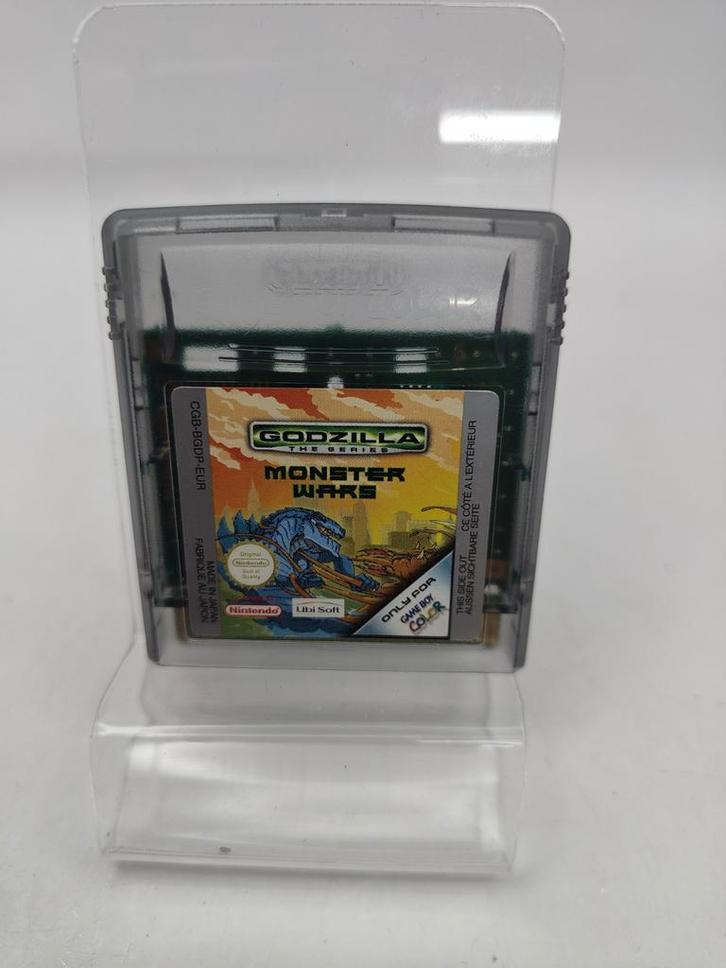 GODZILLA
THE SERIES
MONSTER
WARS
CGB-BGDP-EUR
MADE IN JAPAN
FABRIQUE AU JAPON
Original
Nintendo
Seal of
Quality
Nintendo
Ubi Soft
ONLY FOR
GAME BOY
COLOR
THIS SIDE OUT
CE CÔTÉ À L'EXTÉRIEUR
AUSSEN SICHTBARE SEITE